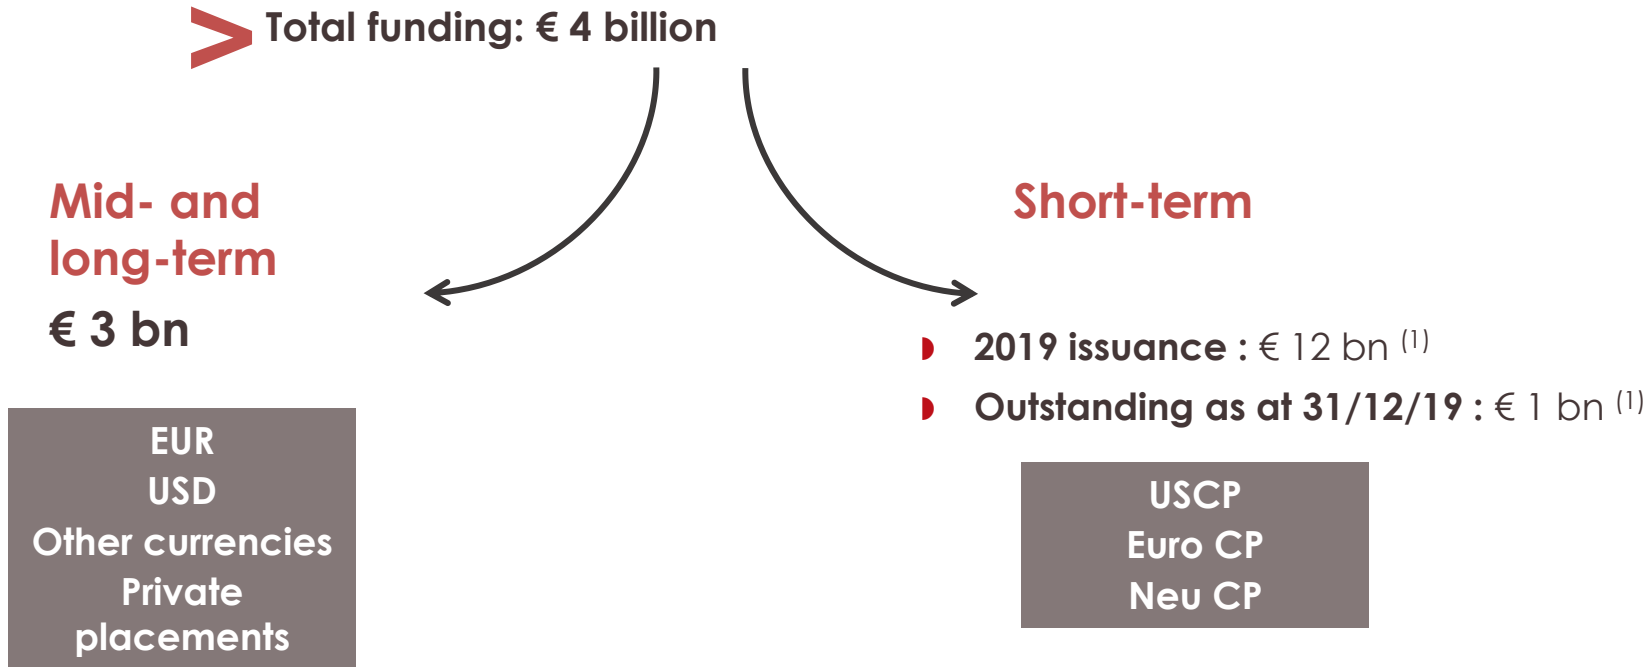 Total funding: € 4 billion
Mid- and
long-term
€ 3 bn
EUR
USD
Other currencies
Private
placements
Short-term
2019 issuance : € 12 bn (1)
Outstanding as at 31/12/19 : € 1 bn (1)
USCP
Euro CP
Neu CP